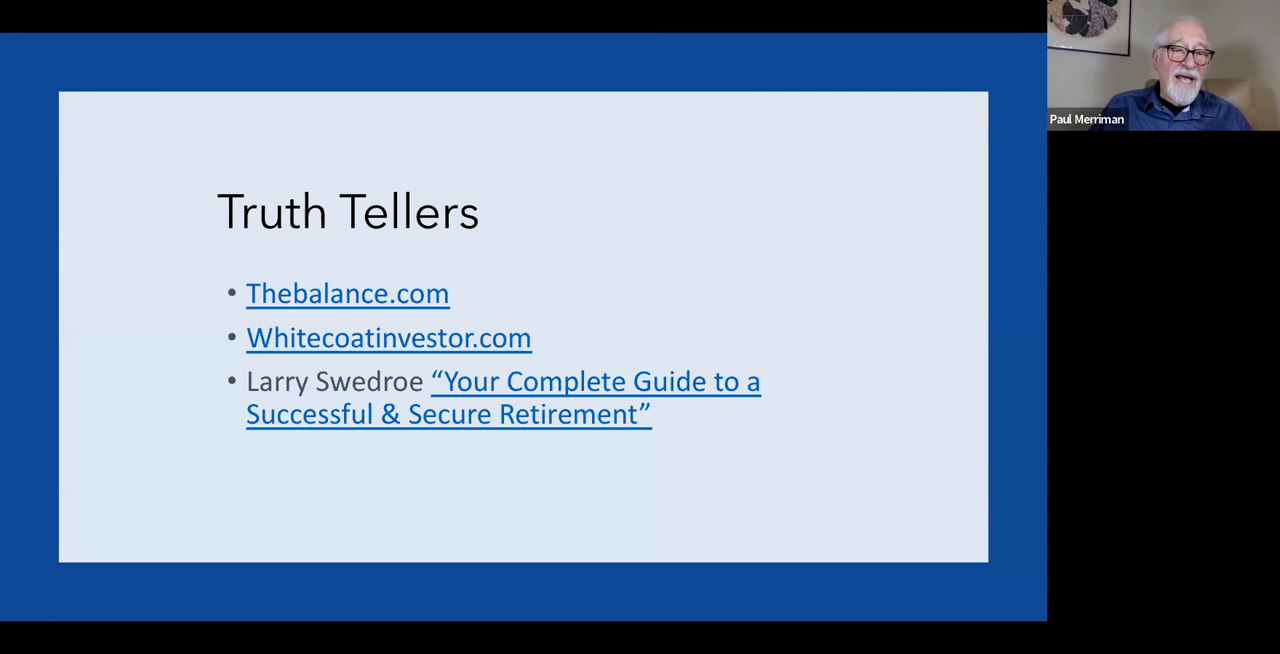 Paul Merriman
Truth Tellers
• Thebalance.com
• Whitecoatinvestor.com
• Larry Swedroe “Your Complete Guide to a
Successful & Secure Retirement”